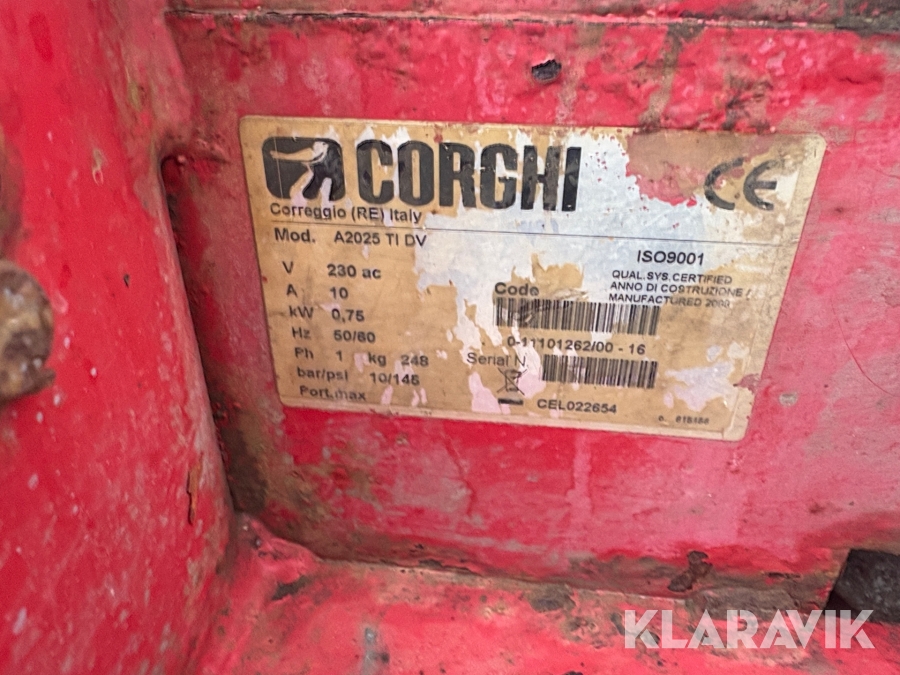 CORGHI
CE
Correggio (RE) Italy
Mod. A2025 TI DV
ISO9001
QUAL.SYS.CERTIFIED
ANNO DI COSTRUZIONE /
MANUFACTURED
V 230 ac
A 10
kW 0,75
Hz 50/60
Ph 1 kg 248
bar/psi 10/145
Port.max
Code
0-11101262/00 - 16
Serial N.
CEL022654
KLARAVIK